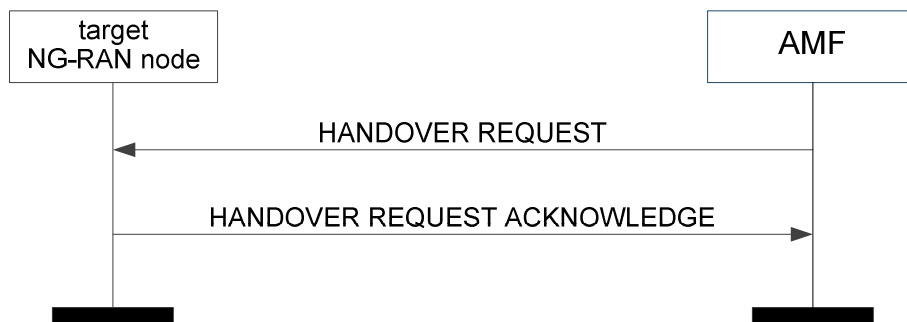 target
NG-RAN node
AMF
HANDOVER REQUEST
HANDOVER REQUEST ACKNOWLEDGE